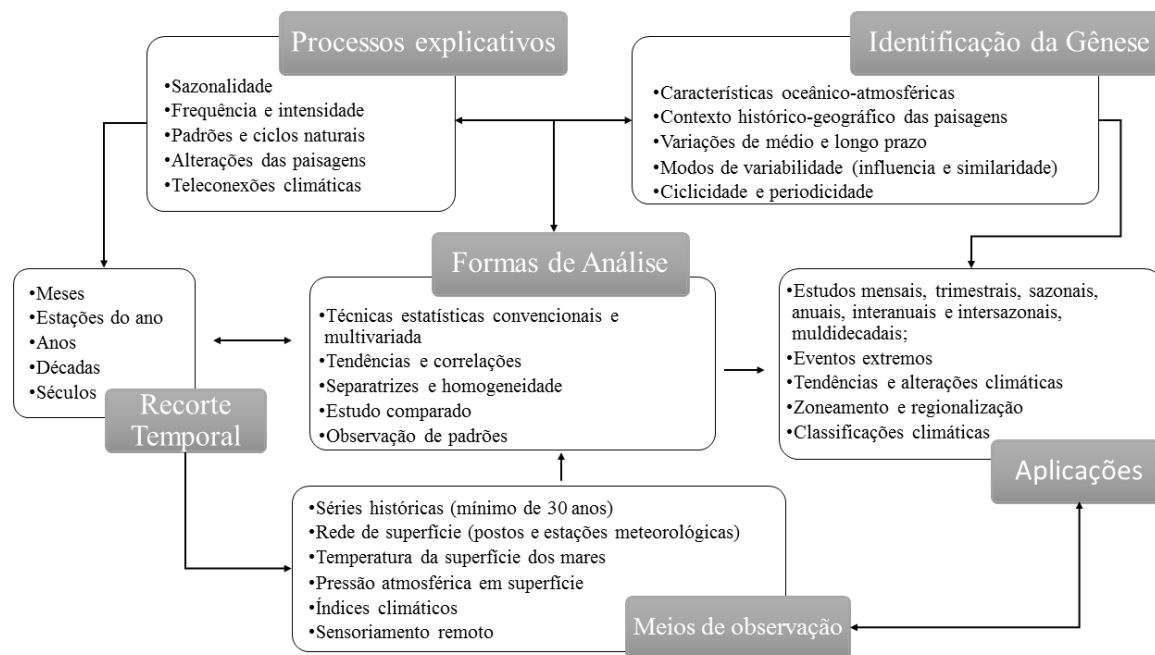 Processos explicativos
•Sazonalidade
•Frequência e intensidade
•Padrões e ciclos naturais
•Alterações das paisagens
•Teleconexões climáticas
Identificação da Gênese
•Características oceânico-atmosféricas
•Contexto histórico-geográfico das paisagens
•Variações de médio e longo prazo
•Modos de variabilidade (influencia e similaridade)
•Ciclicidade e periodicidade
•Meses
•Estações do ano
•Anos
•Décadas
•Séculos
Recorte
Temporal
Formas de Análise
•Técnicas estatísticas convencionais e
multivariada
•Tendências e correlações
•Separatrizes e homogeneidade
•Estudo comparado
•Observação de padrões
•Estudos mensais, trimestrais, sazonais,
anuais, interanuais e intersazonais,
muldidecadais;
•Eventos extremos
•Tendências e alterações climáticas
•Zoneamento e regionalização
•Classificações climáticas
Aplicações
•Séries históricas (mínimo de 30 anos)
•Rede de superfície (postos e estações meteorológicas)
•Temperatura da superfície dos mares
•Pressão atmosférica em superfície
•Índices climáticos
•Sensoriamento remoto
Meios de observação